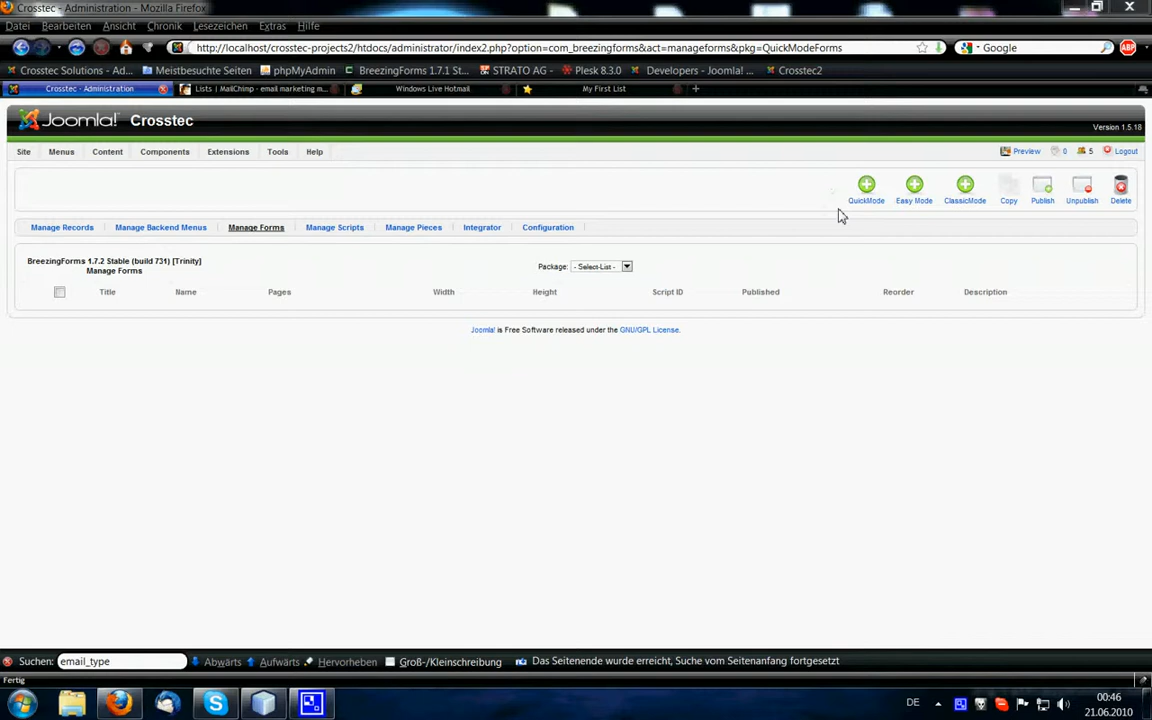 Crosstec - Administration - Mozilla Firefox
Datei Bearbeiten Ansicht Chronik Lesezeichen Extras Hilfe
http://localhost/crosstec-projects2/htdocs/administrator/index2.php?option=com_breezingforms&act=manageforms&pkg=QuickModeForms
Google
ABP
Crosstec Solutions - Ad... Meistbesuchte Seiten phpMyAdmin BreezingForms 1.7.1 St... STRATO AG - ... Plesk 8.3.0 Developers - Joomla! ... Crosstec2
Crosstec - Administration Lists | MailChimp - email marketing m... Windows Live Hotmail My First List
Joomla! Crosstec
Version 1.5.18
Site Menus Content Components Extensions Tools Help Preview 0 5 Logout
QuickMode Easy Mode ClassicMode Copy Publish Unpublish Delete
Manage Records Manage Backend Menus Manage Forms Manage Scripts Manage Pieces Integrator Configuration
BreezingForms 1.7.2 Stable (build 731) [Trinity]
Manage Forms
Package: - Select List -
Title Name Pages Width Height Script ID Published Reorder Description
Joomla! is Free Software released under the GNU/GPL License.
Suchen: email_type Abwärts Aufwärts Hervorheben Groß-/Kleinschreibung Das Seitenende wurde erreicht, Suche vom Seitenanfang fortgesetzt
Fertig
DE
00:46
21.06.2010